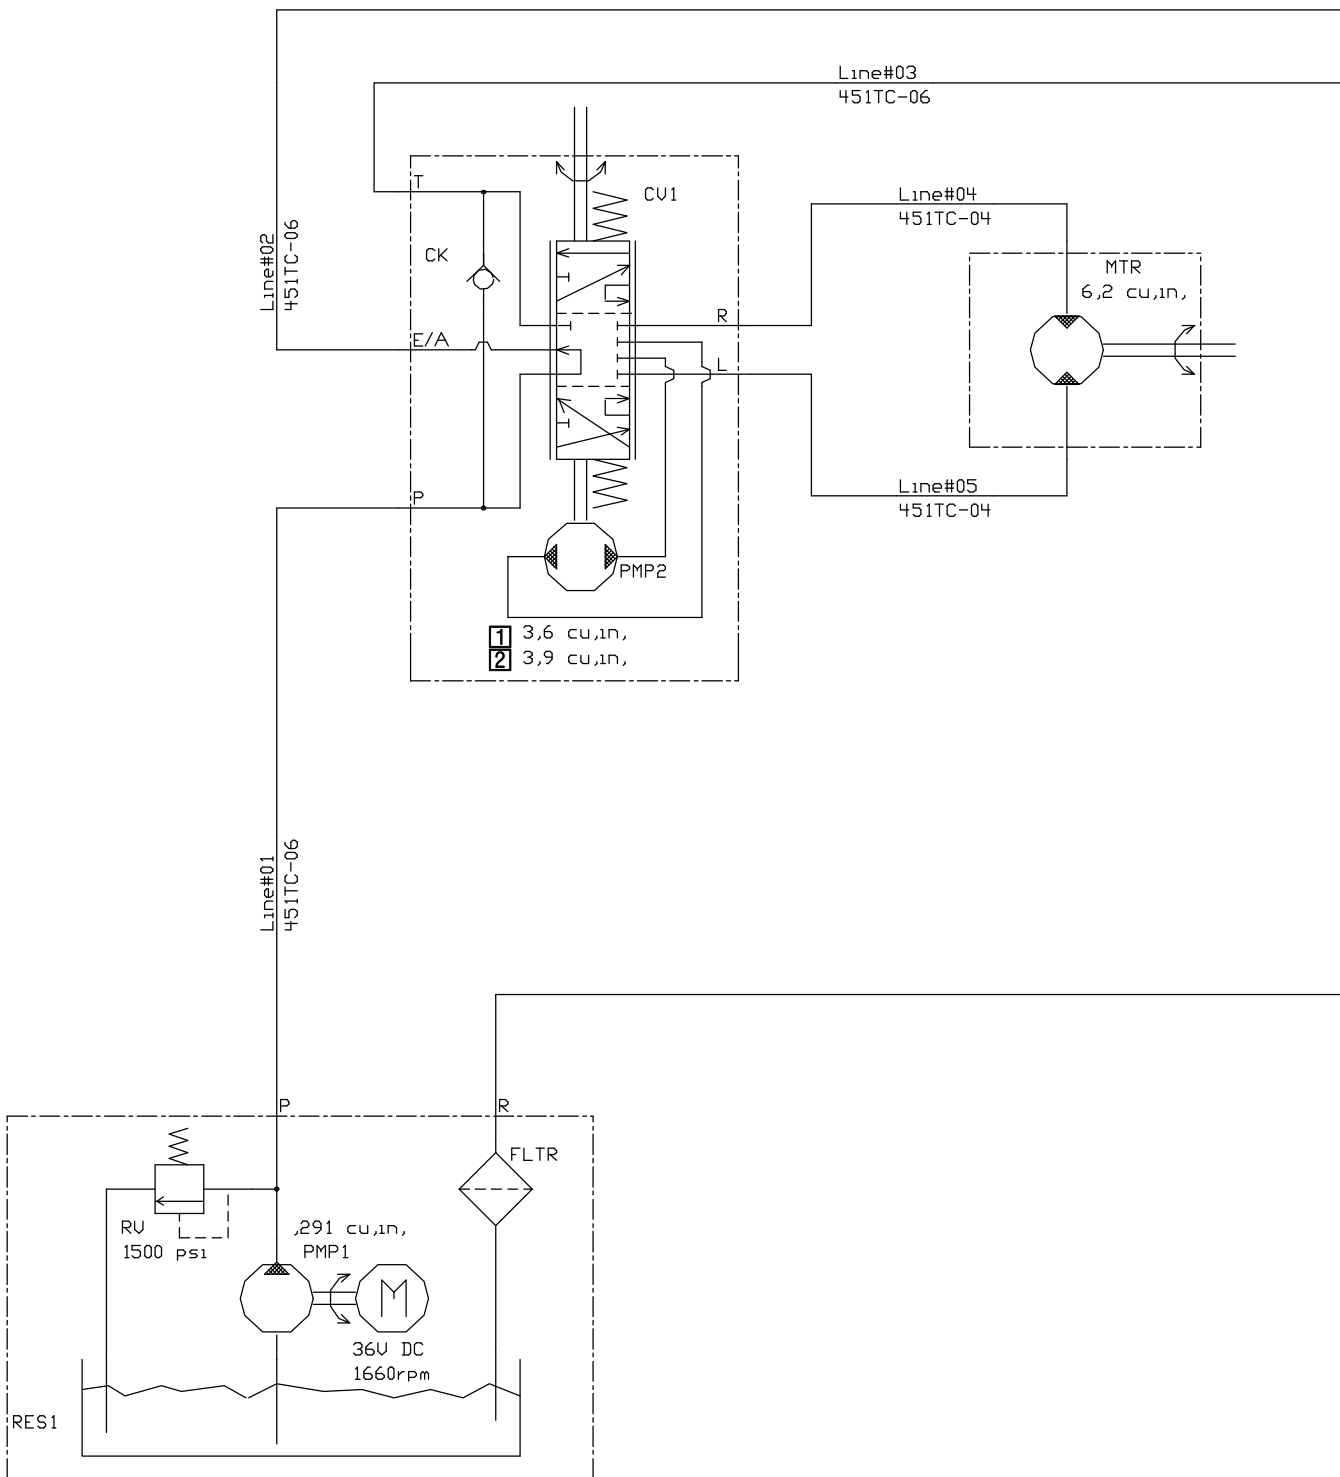 Line#03
451TC-06
T
CV1
Line#04
451TC-04
Line#02
451TC-06
CK
MTR
6,2 cu,in,
R
E/A
L
P
Line#05
451TC-04
PMP2
1 3,6 cu,in,
2 3,9 cu,in,
Line#01
451TC-06
P
R
FLTR
RV
1500 psi
,291 cu,in,
PMP1
M
36V DC
1660rpm
RES1